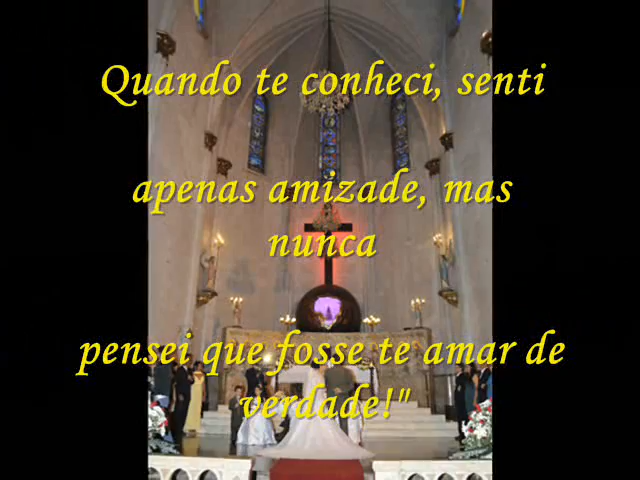 Quando te conheci, senti
apenas amizade, mas
nunca
pensei que fosse te amar de
verdade!"